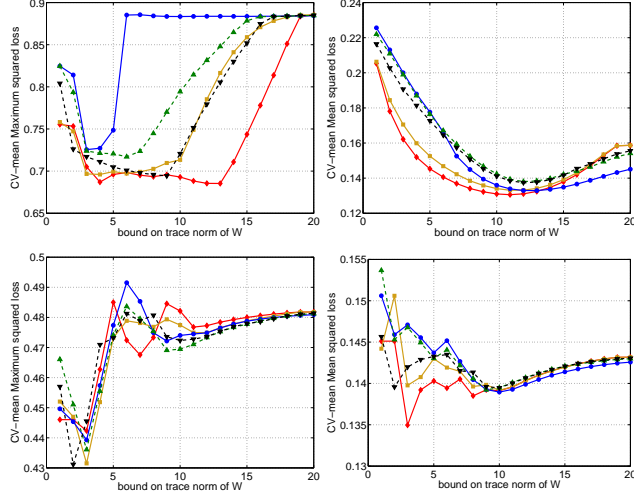 0.9
0.85
0.8
0.75
0.7
0.65
CV−mean Maximum squared loss
0 5 10 15 20
bound on trace norm of W
0.24
0.22
0.2
0.18
0.16
0.14
0.12
CV−mean Mean squared loss
0 5 10 15 20
bound on trace norm of W
0.5
0.49
0.48
0.47
0.46
0.45
0.44
0.43
CV−mean Maximum squared loss
0 5 10 15 20
bound on trace norm of W
0.155
0.15
0.145
0.14
0.135
0.13
CV−mean Mean squared loss
0 5 10 15 20
bound on trace norm of W